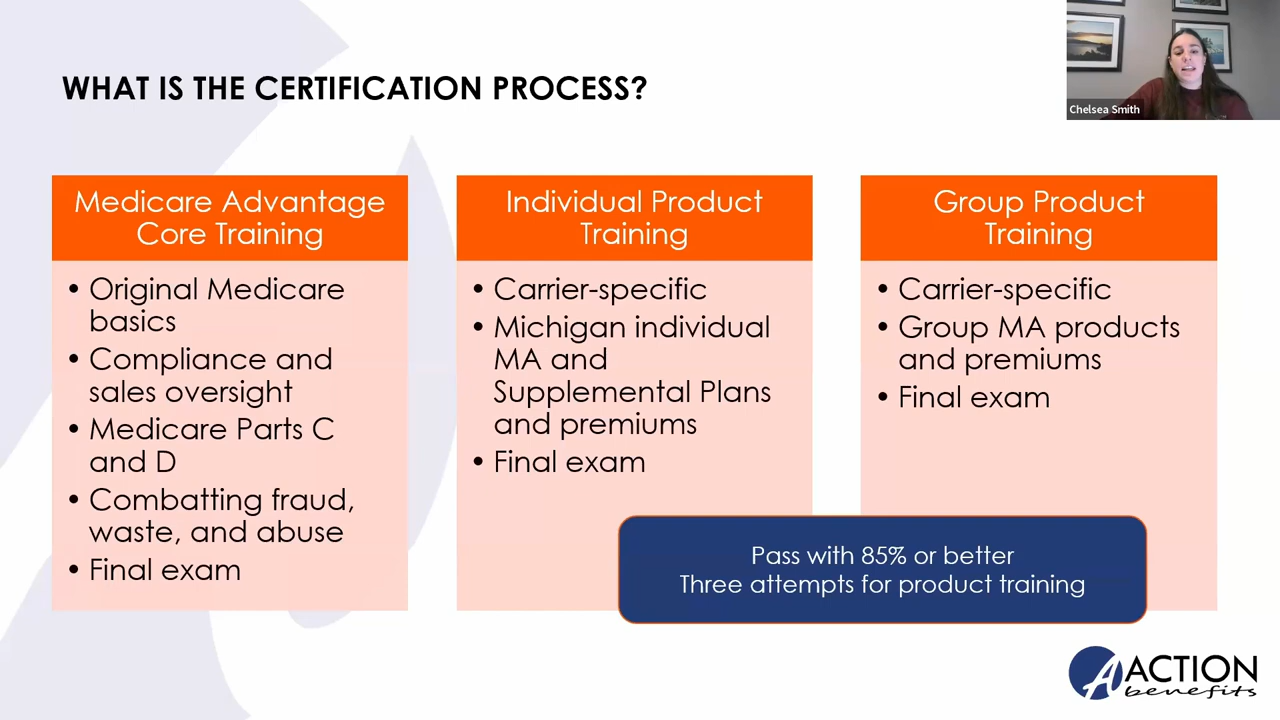 WHAT IS THE CERTIFICATION PROCESS?
Chelsea Smith
Medicare Advantage
Core Training
• Original Medicare
basics
• Compliance and
sales oversight
• Medicare Parts C
and D
• Combatting fraud,
waste, and abuse
• Final exam
Individual Product
Training
• Carrier-specific
• Michigan individual
MA and
Supplemental Plans
and premiums
• Final exam
Group Product
Training
• Carrier-specific
• Group MA products
and premiums
• Final exam
Pass with 85% or better
Three attempts for product training
A ACTION
benefits